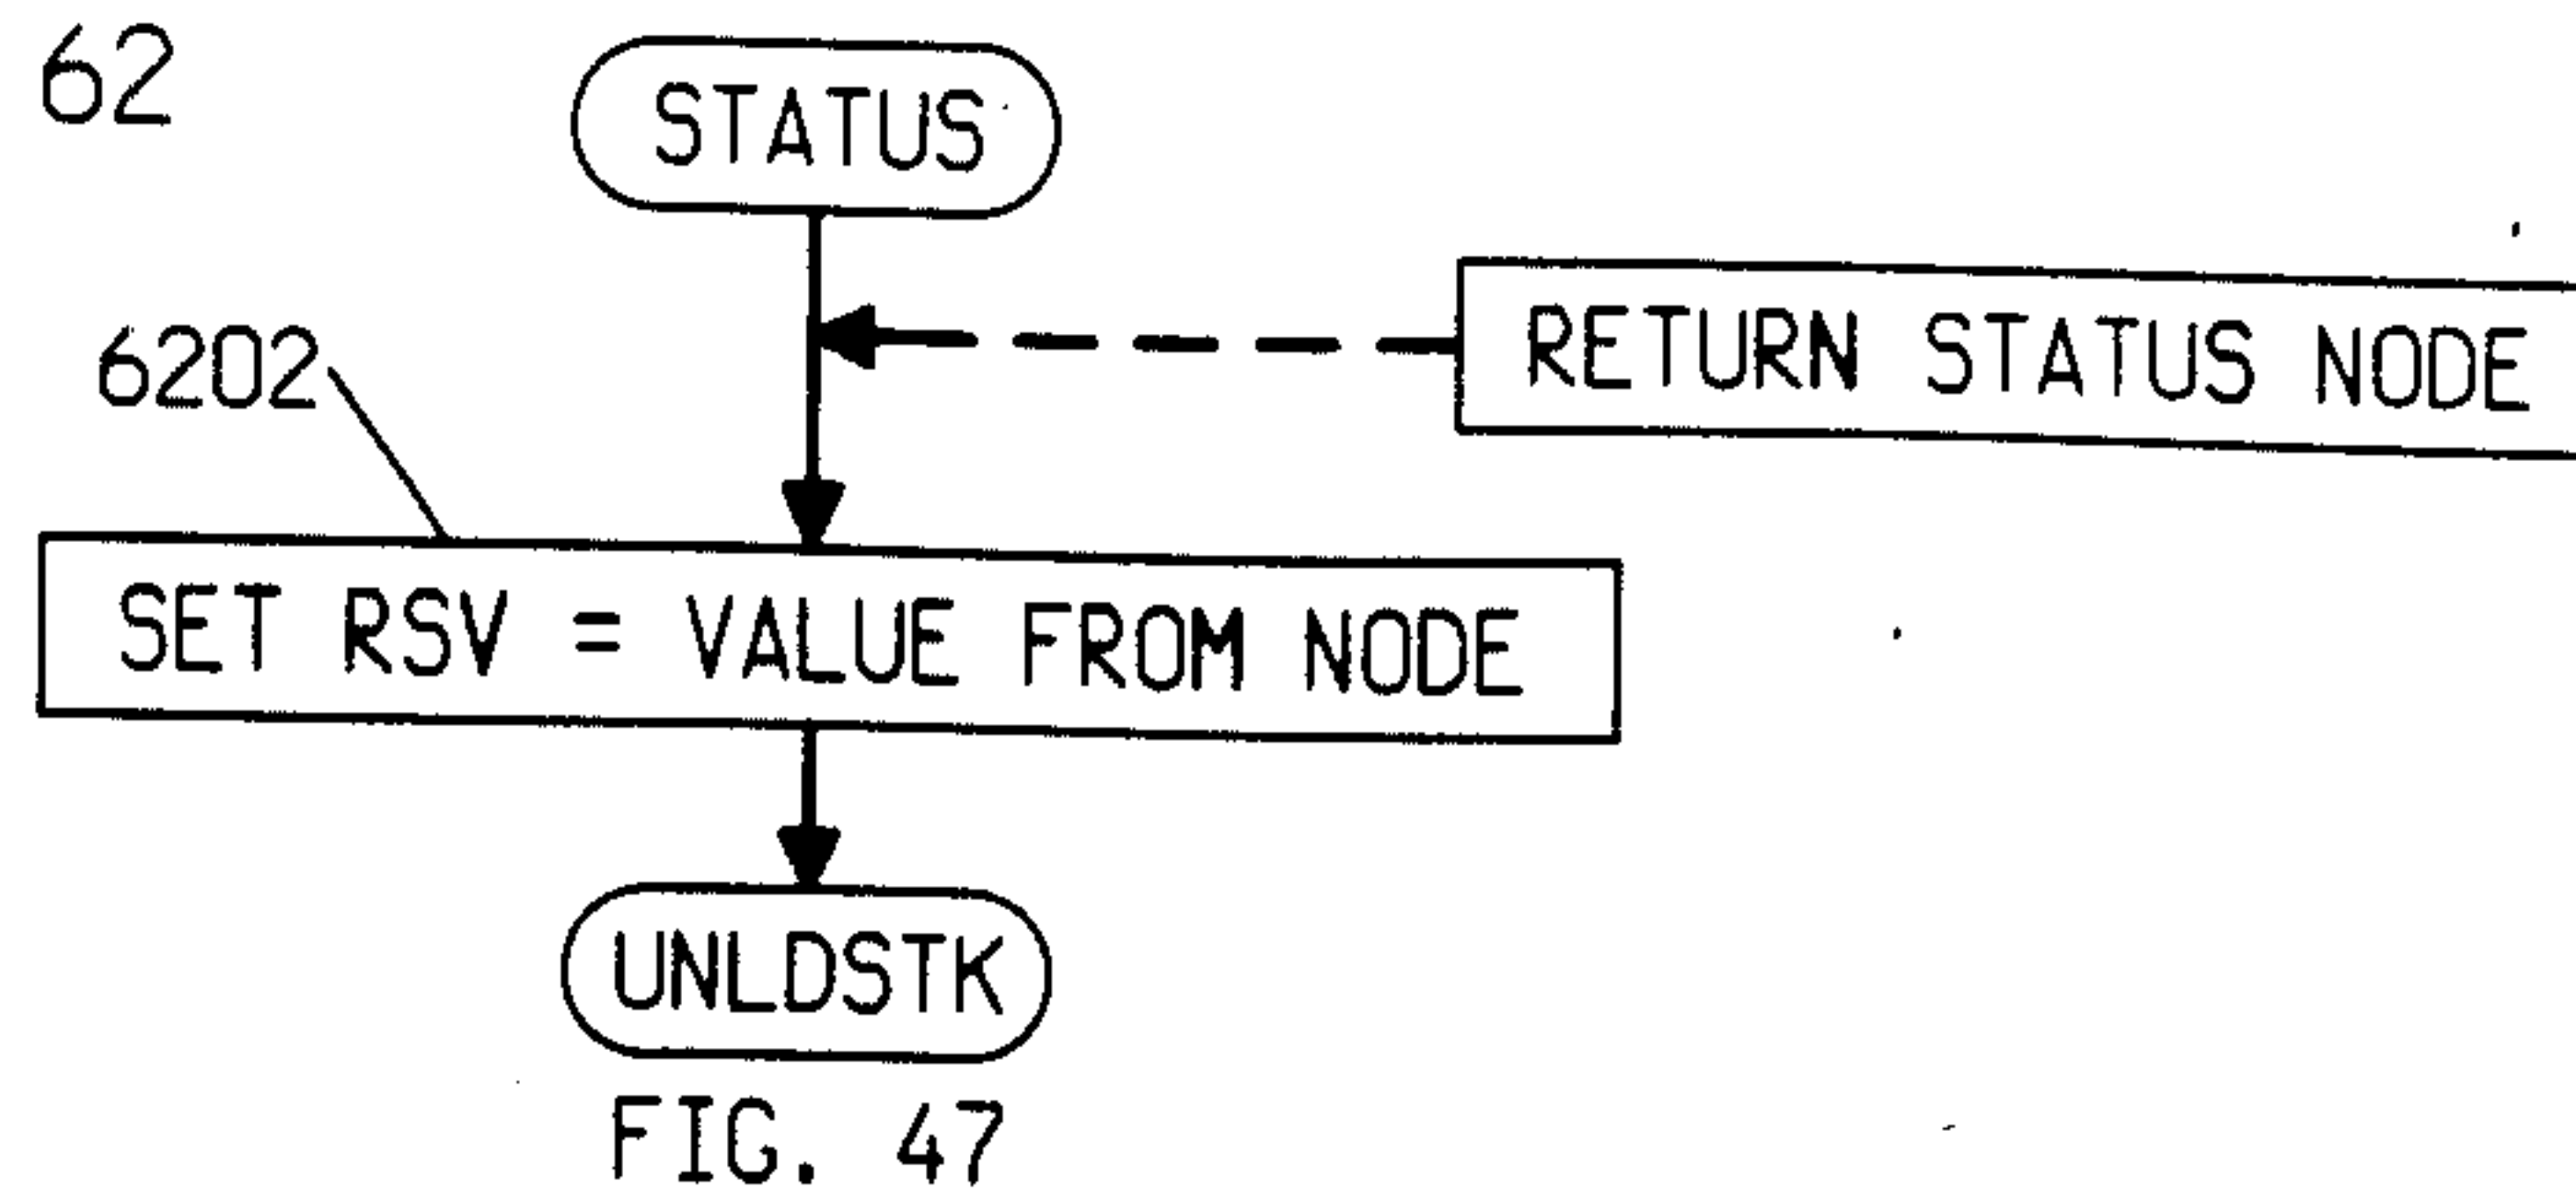 62
STATUS
RETURN STATUS NODE
6202
SET RSV = VALUE FROM NODE
UNLDSTK
FIG. 47